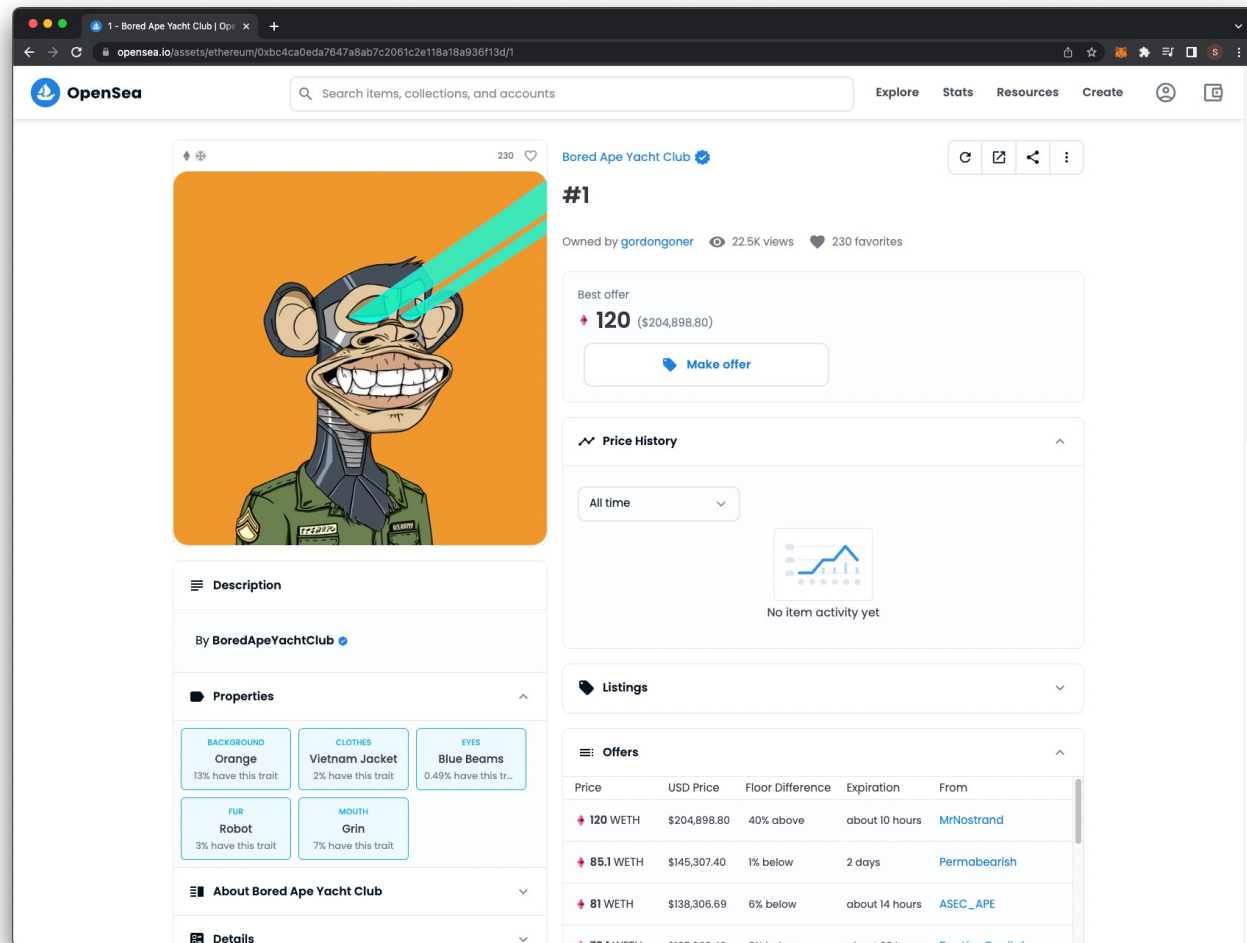 1 - Bored Ape Yacht Club | Ope
opensea.io/assets/ethereum/0xbc4ca0eda7647a8ab7c2061c2e118a18a936f13d/1
S
OpenSea
Search items, collections, and accounts
Explore
Stats
Resources
Create
230
Bored Ape Yacht Club
#1
Owned by gordongoner
22.5K views
230 favorites
Best offer
120 ($204,898.80)
Make offer
Price History
All time
No item activity yet
U.S.ARMY
Description
By BoredApeYachtClub
Properties
BACKGROUND
Orange
13% have this trait
CLOTHES
Vietnam Jacket
2% have this trait
EYES
Blue Beams
0.49% have this tr...
FUR
Robot
3% have this trait
MOUTH
Grin
7% have this trait
About Bored Ape Yacht Club
Details
Listings
Offers
Price USD Price Floor Difference Expiration From
120 WETH $204,898.80 40% above about 10 hours MrNostrand
85.1 WETH $145,307.40 1% below 2 days Permabearish
81 WETH $138,306.69 6% below about 14 hours ASEC_APE